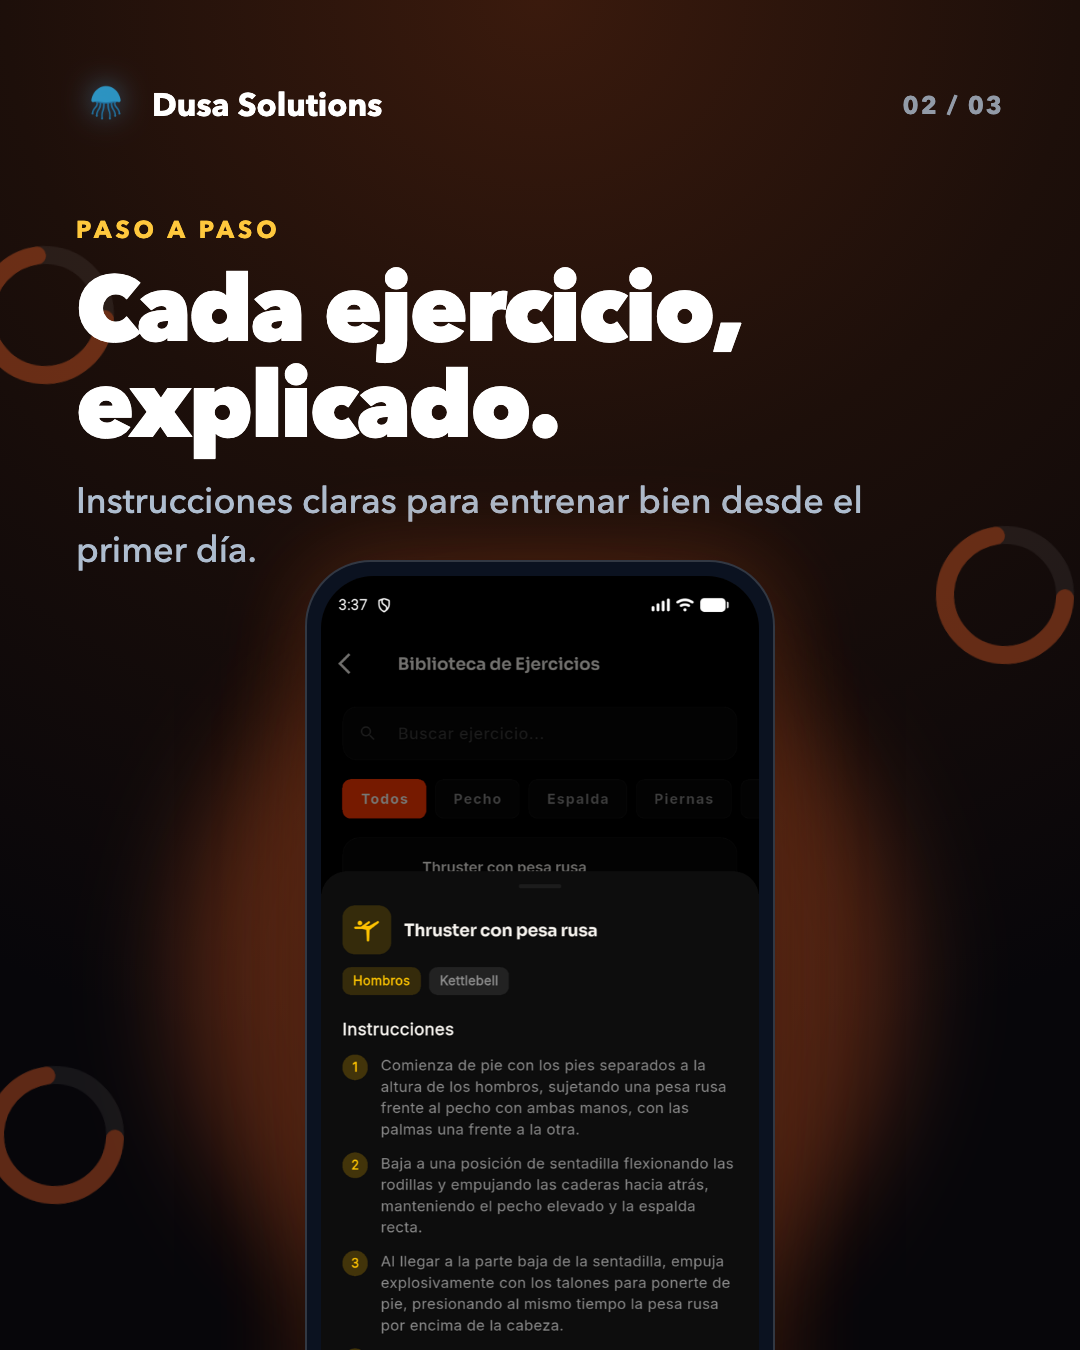 Dusa Solutions
02 / 03
PASO A PASO
Cada ejercicio,
explicado.
Instrucciones claras para entrenar bien desde el
primer día.
3:37
Biblioteca de Ejercicios
Buscar ejercicio...
Todos
Pecho
Espalda
Piernas
Thruster con pesa rusa
Thruster con pesa rusa
Hombros
Kettlebell
Instrucciones
1
Comienza de pie con los pies separados a la
altura de los hombros, sujetando una pesa rusa
frente al pecho con ambas manos, con las
palmas una frente a la otra.
2
Baja a una posición de sentadilla flexionando las
rodillas y empujando las caderas hacia atrás,
manteniendo el pecho elevado y la espalda
recta.
3
Al llegar a la parte baja de la sentadilla, empuja
explosivamente con los talones para ponerte de
pie, presionando al mismo tiempo la pesa rusa
por encima de la cabeza.